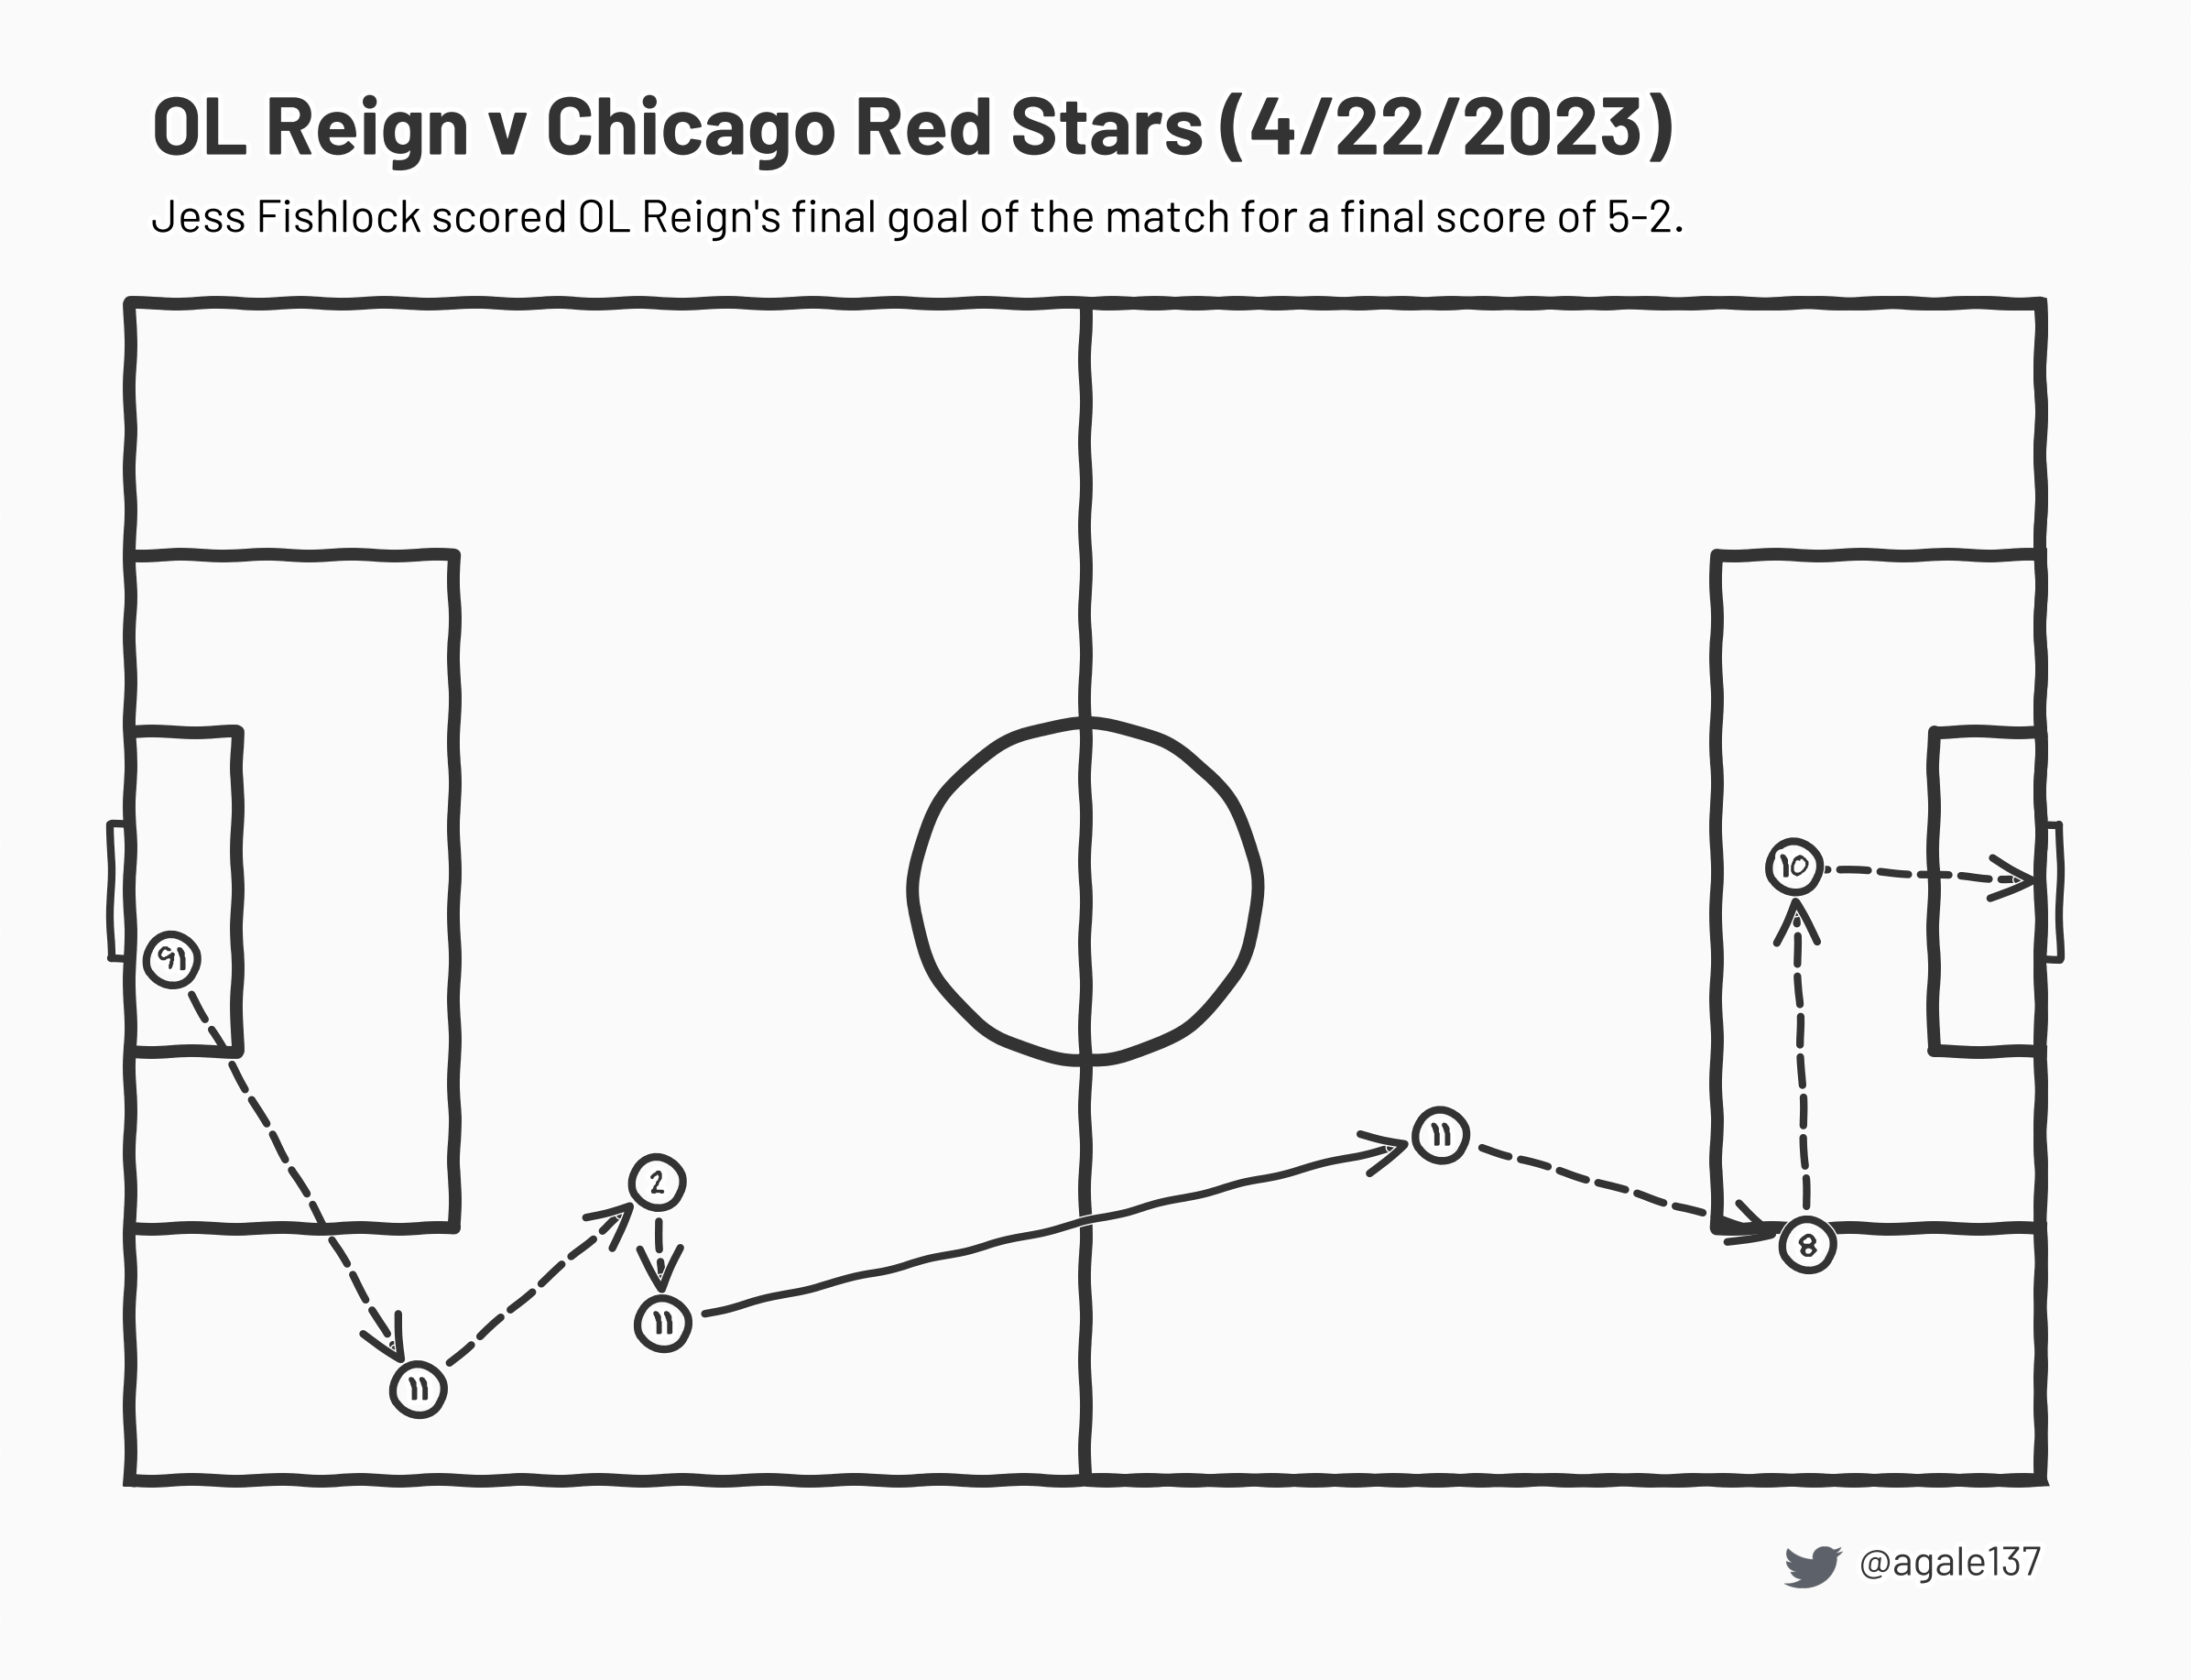 OL Reign v Chicago Red Stars (4/22/2023)
Jess Fishlock scored OL Reign's final goal of the match for a final score of 5-2.
10
91
11
2
11
11
8
@agale137